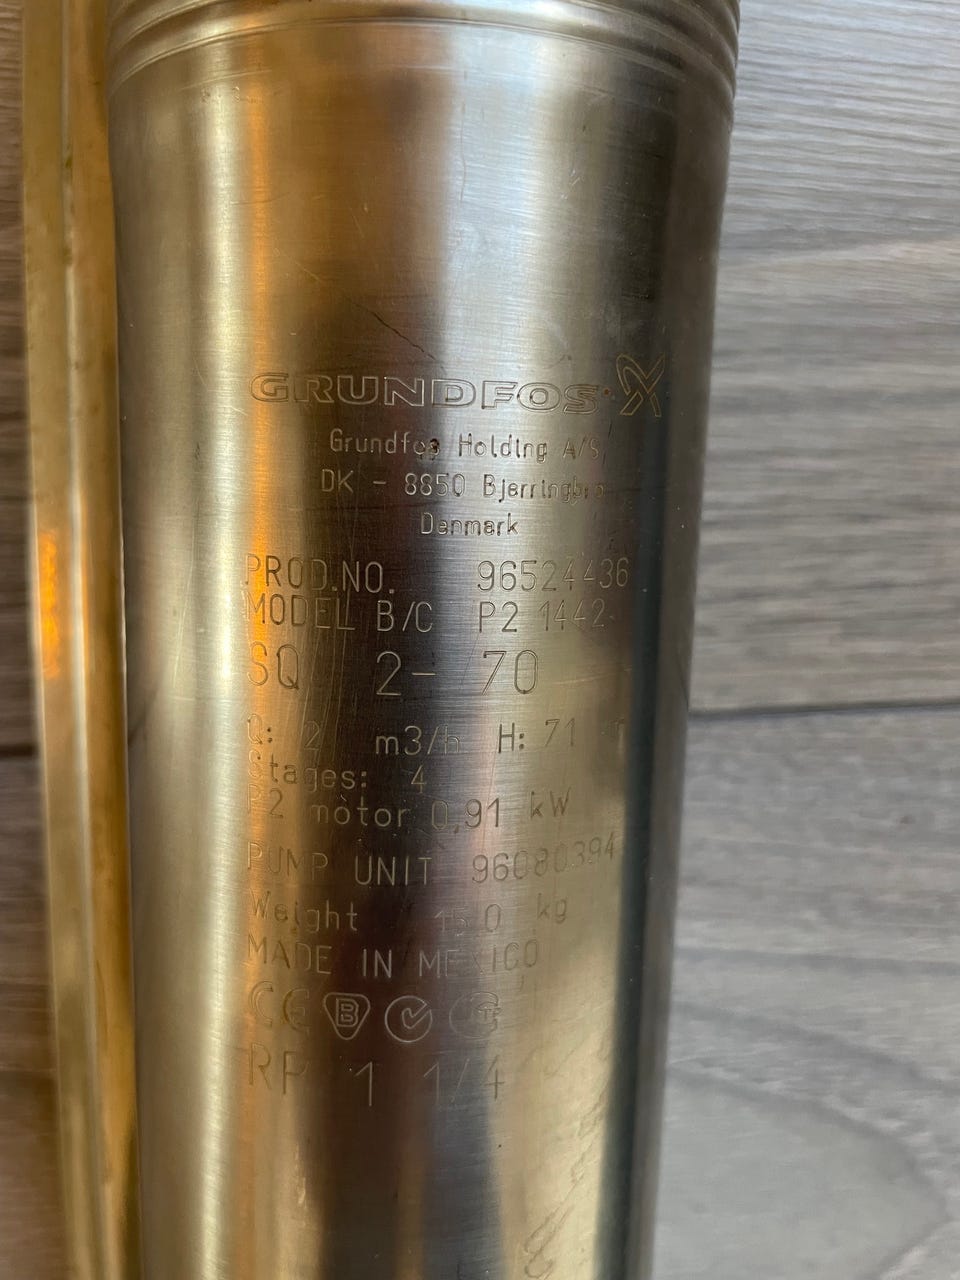 GRUNDFOS
Grundfos Holding A/S
DK - 8850 Bjerringbro
Denmark
PROD.NO. 96524436
MODEL B/C P2 1442
SQ 2- 70
Q: 2 m3/h H: 71
Stages: 4
P2 motor 0,91 kW
PUMP UNIT 96080394
Weight kg
MADE IN MEXICO
CE B
RP 1 1/4